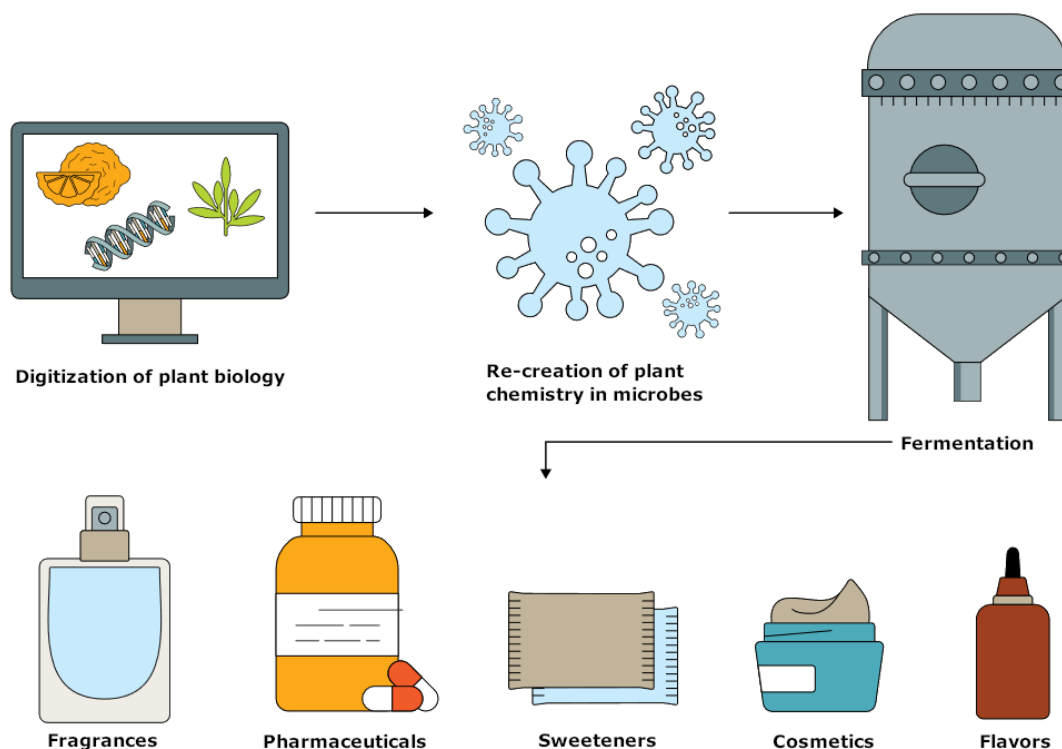 Digitization of plant biology
Re-creation of plant
chemistry in microbes
Fermentation
Fragrances
Pharmaceuticals
Sweeteners
Cosmetics
Flavors